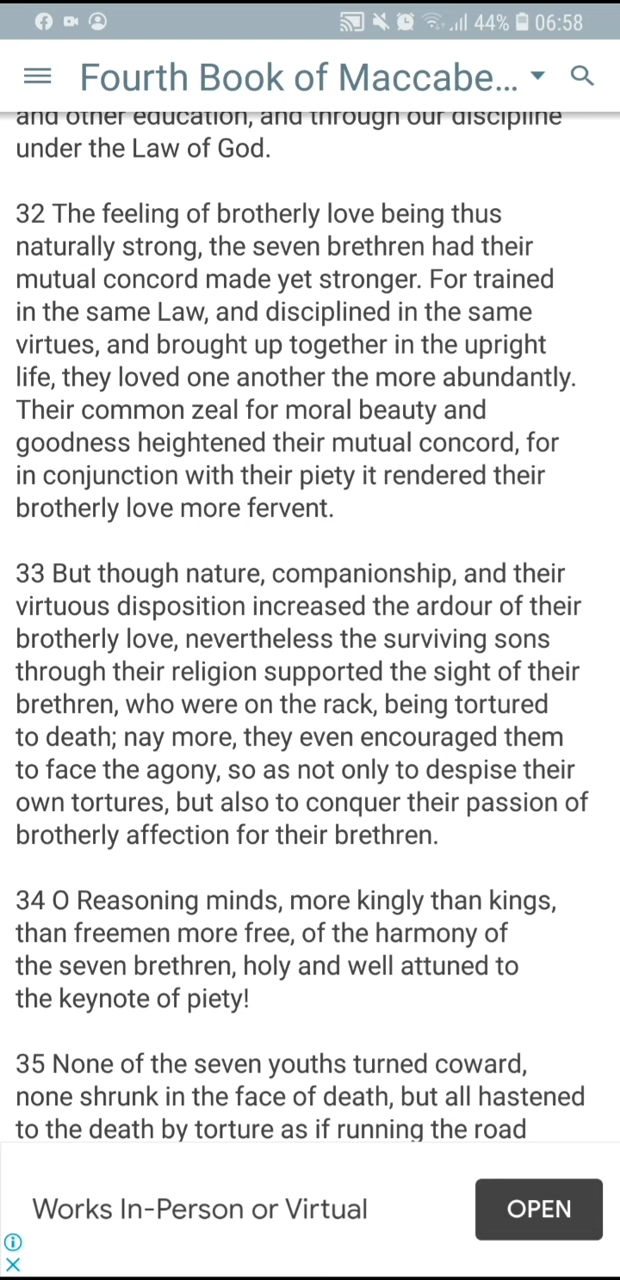 44% 06:58
Fourth Book of Maccabe...
and other education, and through our discipline
under the Law of God.
32 The feeling of brotherly love being thus
naturally strong, the seven brethren had their
mutual concord made yet stronger. For trained
in the same Law, and disciplined in the same
virtues, and brought up together in the upright
life, they loved one another the more abundantly.
Their common zeal for moral beauty and
goodness heightened their mutual concord, for
in conjunction with their piety it rendered their
brotherly love more fervent.
33 But though nature, companionship, and their
virtuous disposition increased the ardour of their
brotherly love, nevertheless the surviving sons
through their religion supported the sight of their
brethren, who were on the rack, being tortured
to death; nay more, they even encouraged them
to face the agony, so as not only to despise their
own tortures, but also to conquer their passion of
brotherly affection for their brethren.
34 O Reasoning minds, more kingly than kings,
than freemen more free, of the harmony of
the seven brethren, holy and well attuned to
the keynote of piety!
35 None of the seven youths turned coward,
none shrunk in the face of death, but all hastened
to the death by torture as if running the road
Works In-Person or Virtual
OPEN